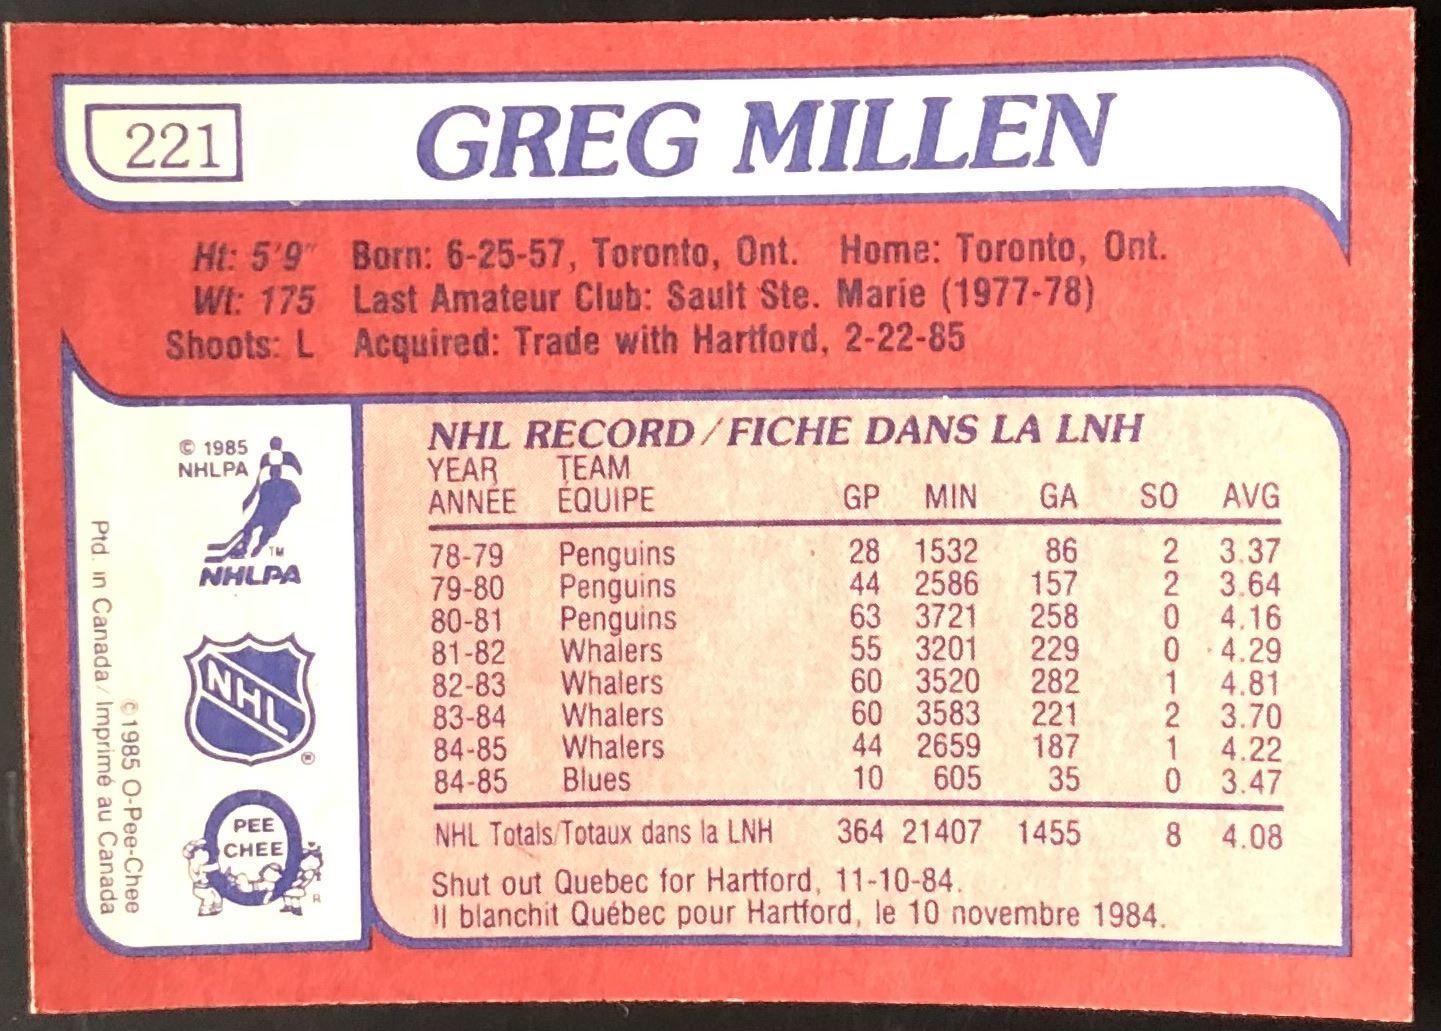 221
GREG MILLEN
Ht: 5'9" Born: 6-25-57, Toronto, Ont. Home: Toronto, Ont.
Wt: 175 Last Amateur Club: Sault Ste. Marie (1977-78)
Shoots: L Acquired: Trade with Hartford, 2-22-85
© 1985
NHLPA
TM
NHLPA
NHL
®
PEE
CHEE
R
Ptd. in Canada/Imprimé au Canada
©1985 O-Pee-Chee
NHL RECORD/FICHE DANS LA LNH
YEAR TEAM
ANNÉE ÉQUIPE GP MIN GA SO AVG
78-79 Penguins 28 1532 86 2 3.37
79-80 Penguins 44 2586 157 2 3.64
80-81 Penguins 63 3721 258 0 4.16
81-82 Whalers 55 3201 229 0 4.29
82-83 Whalers 60 3520 282 1 4.81
83-84 Whalers 60 3583 221 2 3.70
84-85 Whalers 44 2659 187 1 4.22
84-85 Blues 10 605 35 0 3.47
NHL Totals/Totaux dans la LNH 364 21407 1455 8 4.08
Shut out Quebec for Hartford, 11-10-84.
Il blanchit Québec pour Hartford, le 10 novembre 1984.